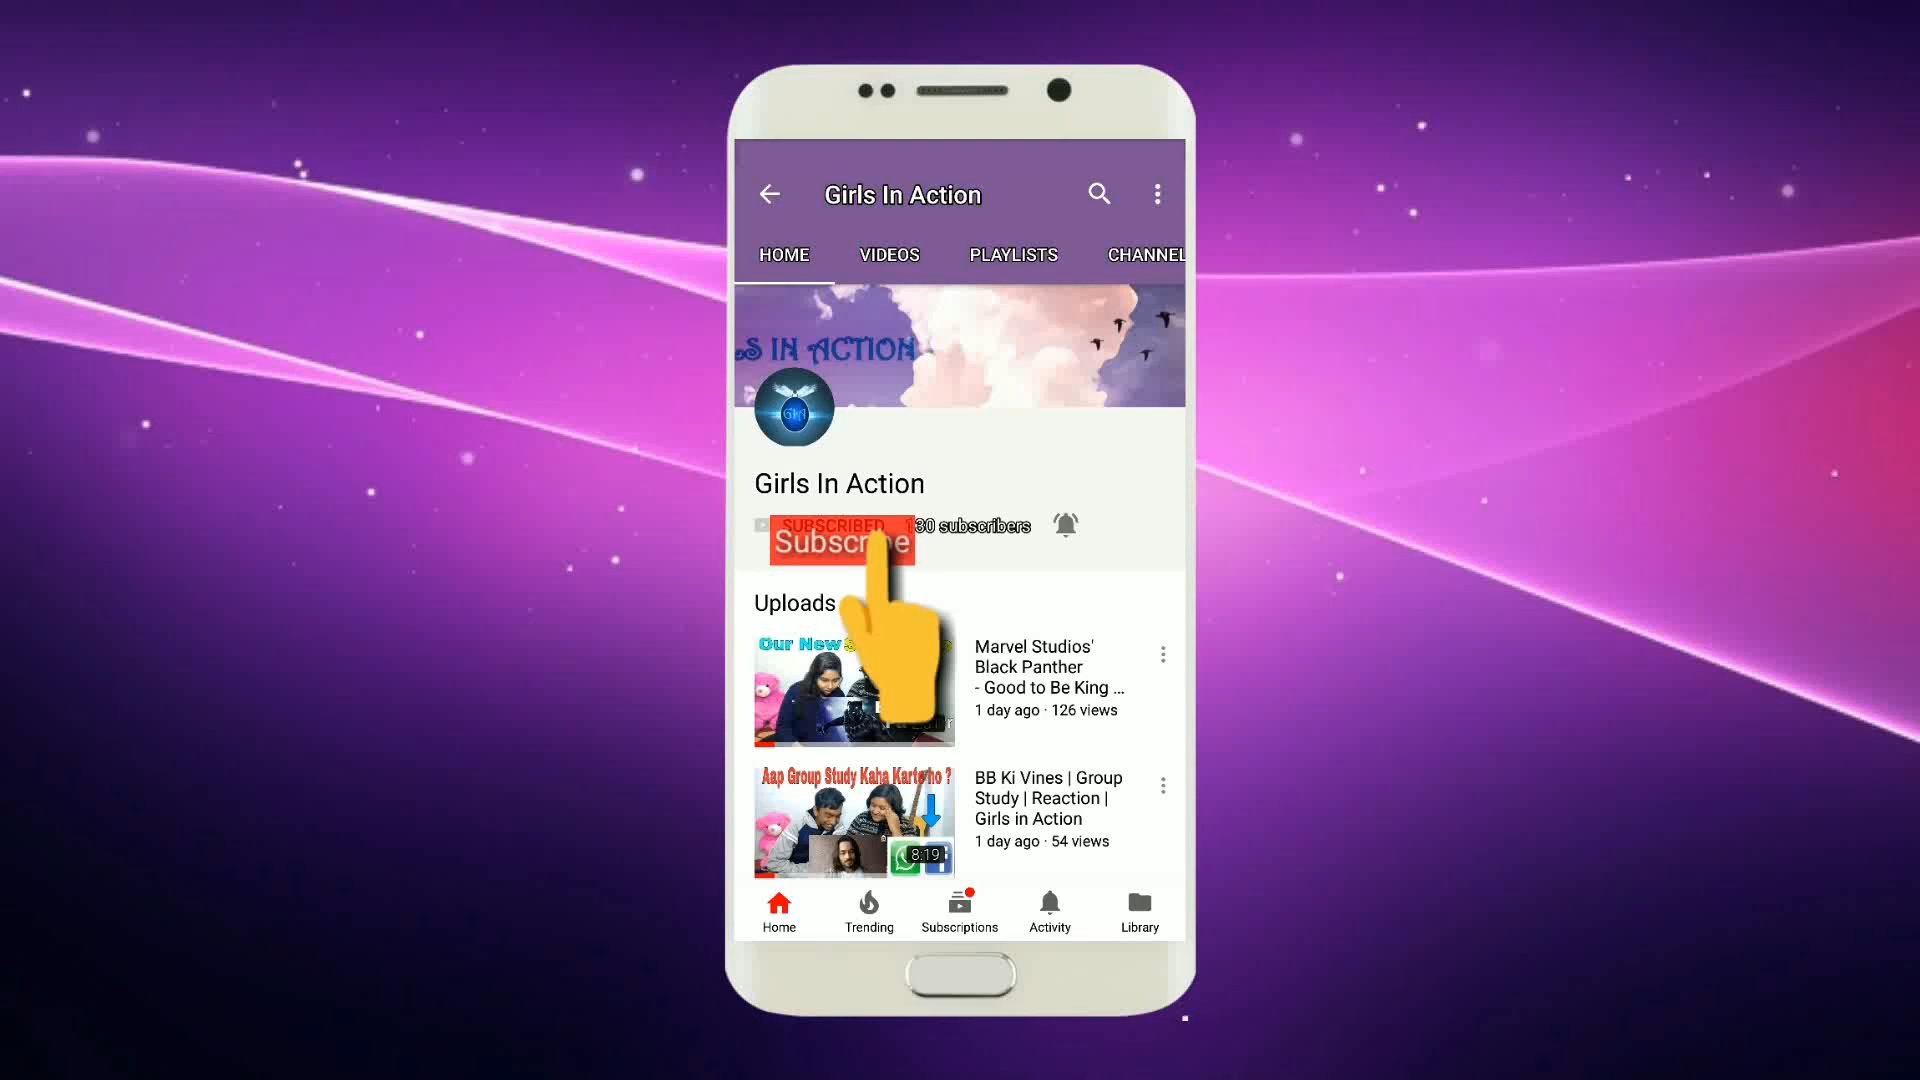 Girls In Action
HOME VIDEOS PLAYLISTS CHANNEL
S IN ACTION
GIA
Girls In Action
SUBSCRIBED 130 subscribers
Subscribe
Uploads
Our New
Marvel Studios'
Black Panther
- Good to Be King ...
1 day ago · 126 views
Aap Group Study Kaha Karte ho ?
BB Ki Vines | Group
Study | Reaction |
Girls in Action
1 day ago · 54 views
8:19
Home Trending Subscriptions Activity Library